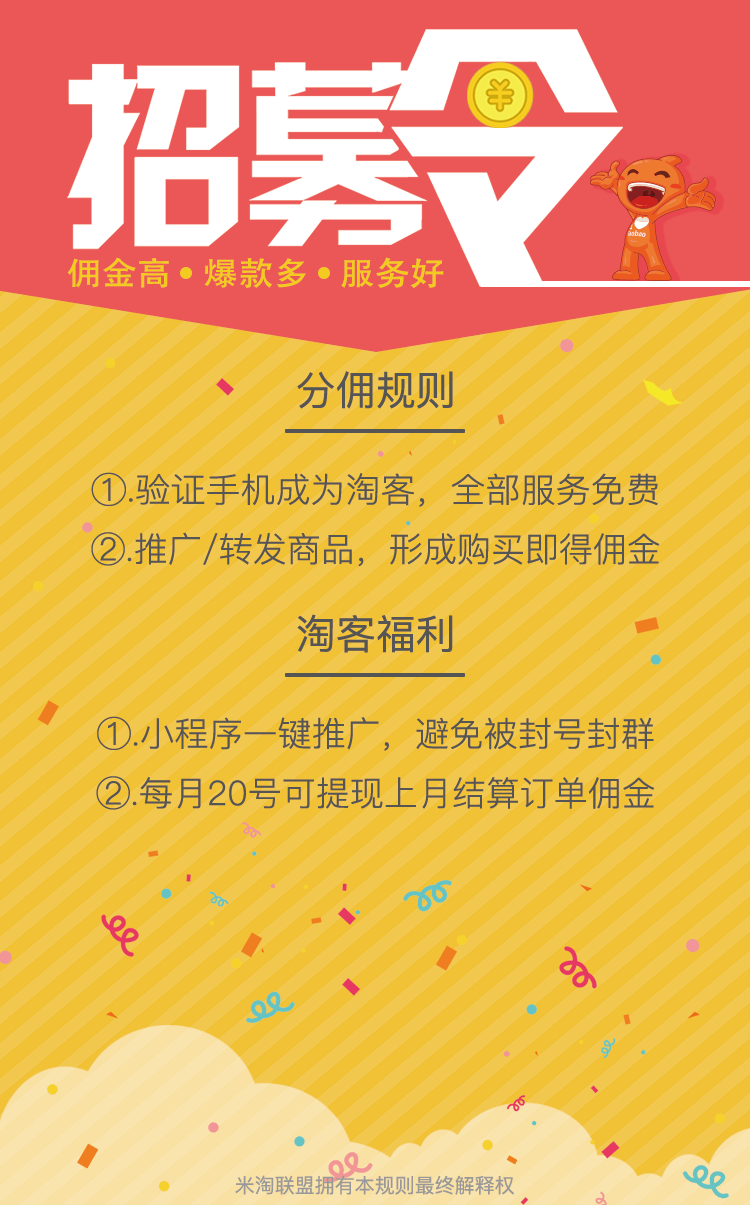 招募令
佣金高•爆款多•服务好
aobao
分佣规则
①.验证手机成为淘客，全部服务免费
②.推广/转发商品，形成购买即得佣金
淘客福利
①.小程序一键推广，避免被封号封群
②.每月20号可提现上月结算订单佣金
米淘联盟拥有本规则最终解释权